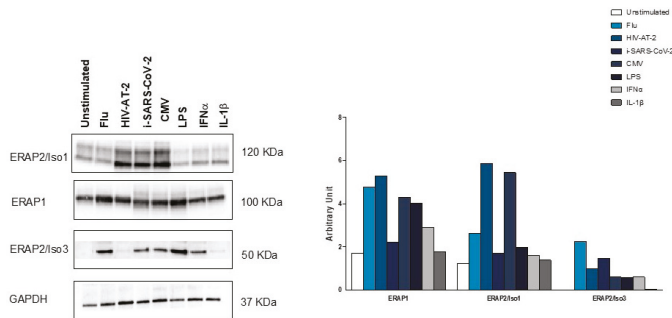 Unstimulated
Flu
HIV-AT-2
i-SARS-CoV-2
CMV
LPS
IFNα
IL-1β
ERAP2/Iso1
120 KDa
ERAP1
100 KDa
ERAP2/Iso3
50 KDa
GAPDH
37 KDa
Unstimulated
Flu
HIV-AT-2
i-SARS-CoV-2
CMV
LPS
IFNα
IL-1β
Arbitrary Unit
8
6
4
2
0
ERAP1
ERAP2/Iso1
ERAP2/Iso3